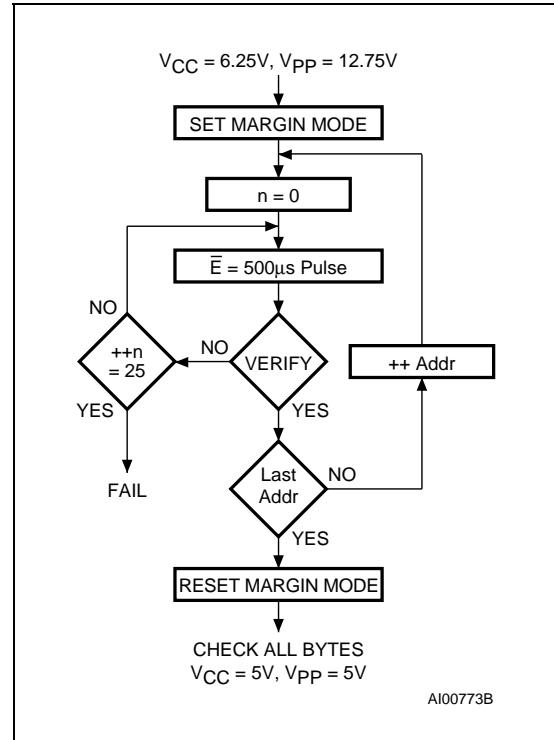 VCC = 6.25V, VPP = 12.75V
SET MARGIN MODE
n = 0
E̅ = 500µs Pulse
NO
++n
= 25
NO
VERIFY
++ Addr
YES
YES
FAIL
Last
Addr
NO
YES
RESET MARGIN MODE
CHECK ALL BYTES
VCC = 5V, VPP = 5V
AI00773B